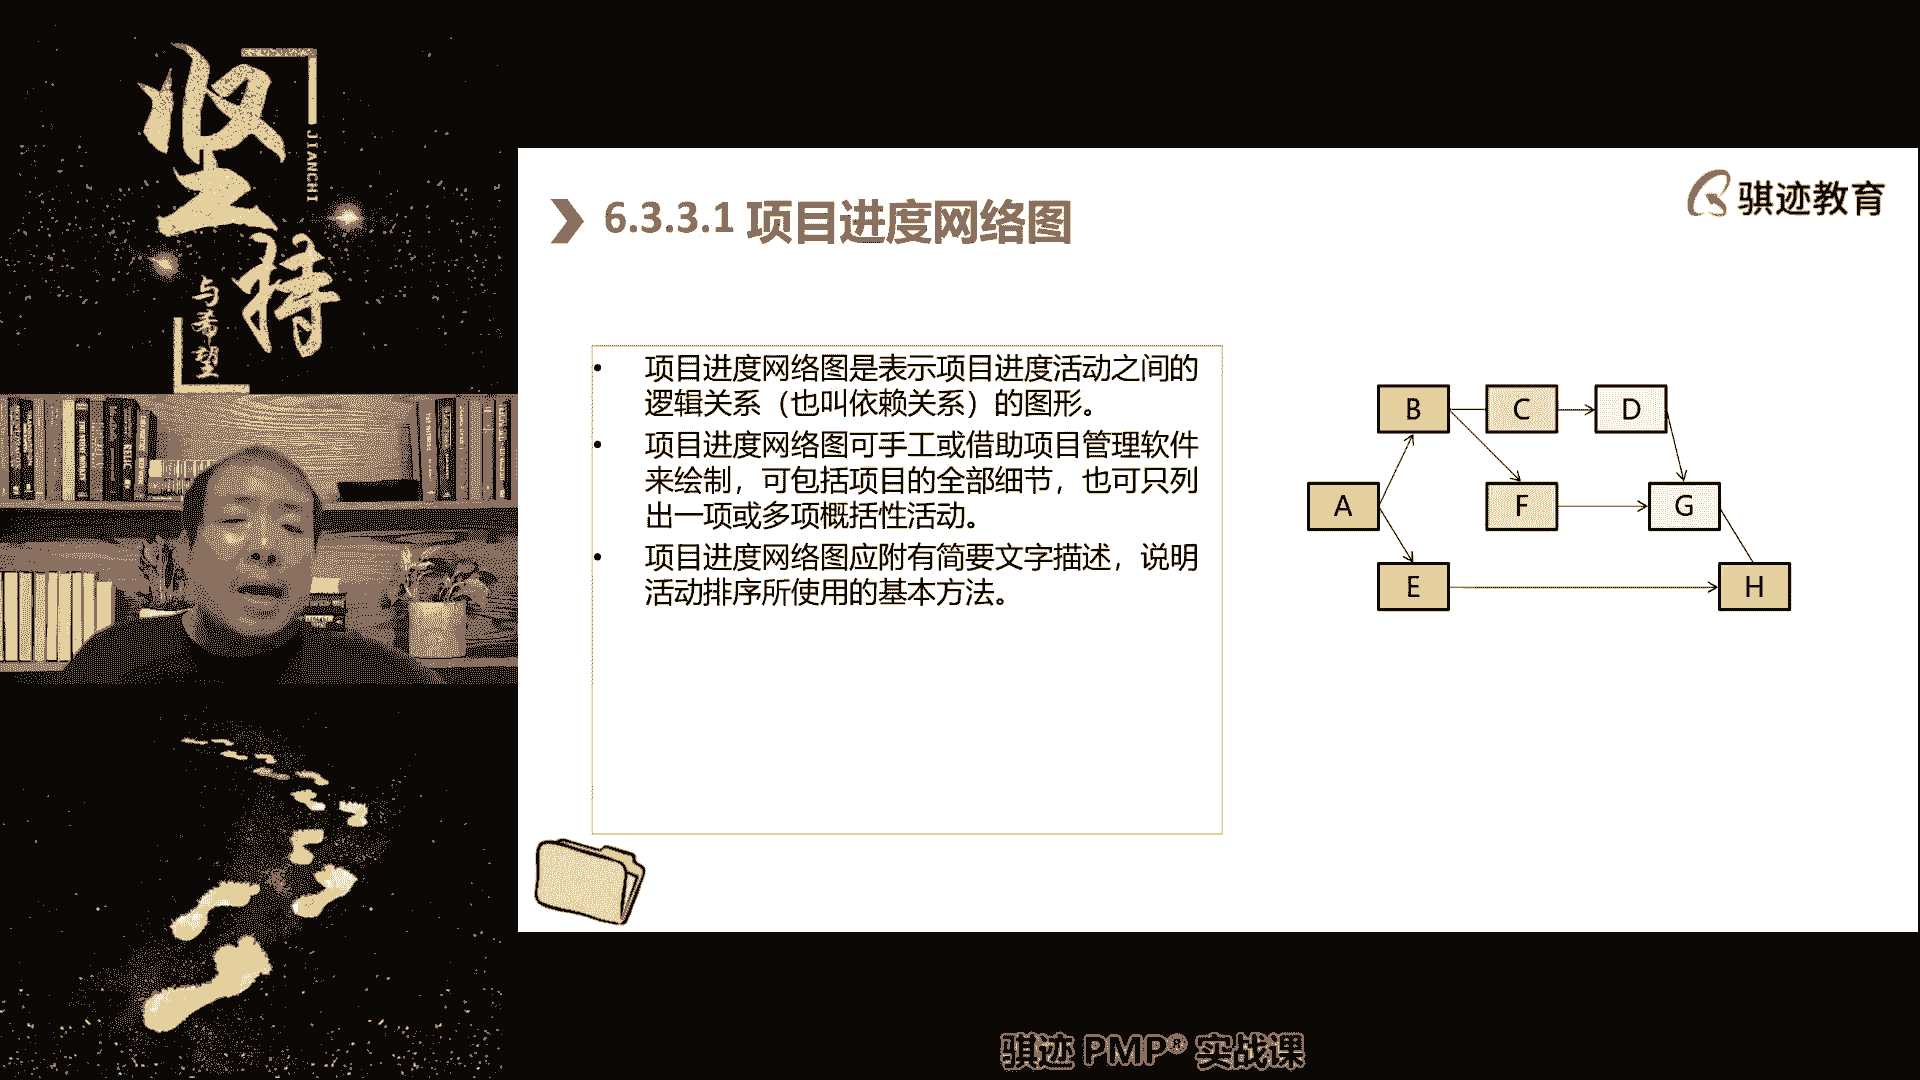 坚持
JIANCHI
与希望
骐迹教育
6.3.3.1 项目进度网络图
• 项目进度网络图是表示项目进度活动之间的
逻辑关系（也叫依赖关系）的图形。
• 项目进度网络图可手工或借助项目管理软件
来绘制，可包括项目的全部细节，也可只列
出一项或多项概括性活动。
• 项目进度网络图应附有简要文字描述，说明
活动排序所使用的基本方法。
B C D
A F G
E H
骐迹 PMP® 实战课